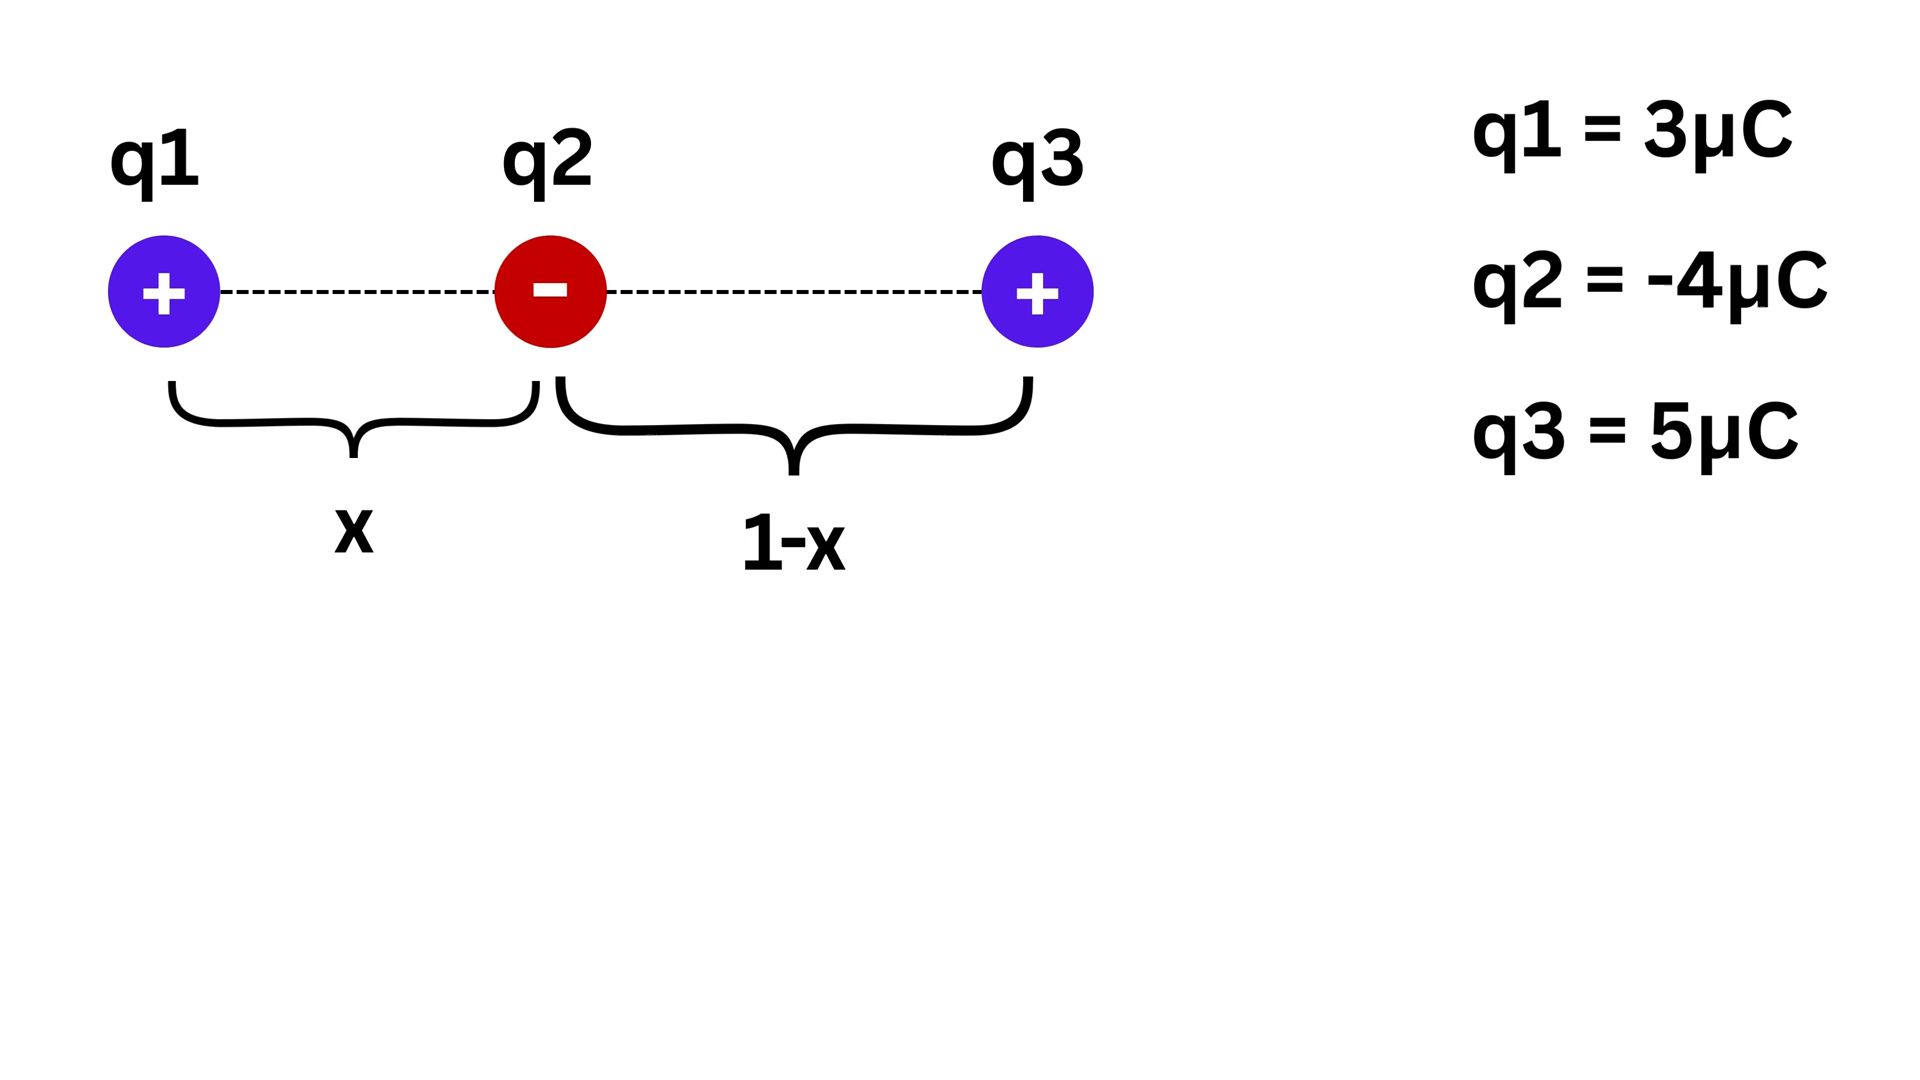 q1 q2 q3
+ - +
x 1-x
q1 = 3μC
q2 = -4μC
q3 = 5μC